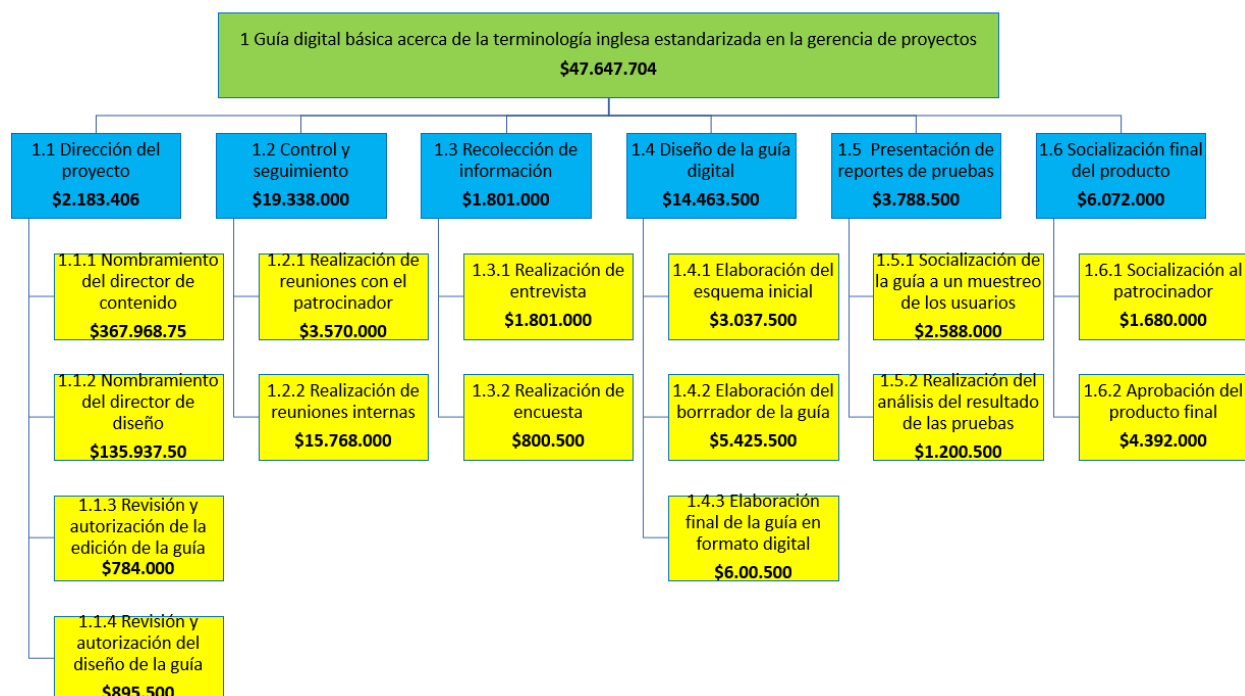 1 Guía digital básica acerca de la terminología inglesa estandarizada en la gerencia de proyectos
$47.647.704
1.1 Dirección del
proyecto
$2.183.406
1.2 Control y
seguimiento
$19.338.000
1.3 Recolección de
información
$1.801.000
1.4 Diseño de la guía
digital
$14.463.500
1.5 Presentación de
reportes de pruebas
$3.788.500
1.6 Socialización final
del producto
$6.072.000
1.1.1 Nombramiento
del director de
contenido
$367.968.75
1.2.1 Realización de
reuniones con el
patrocinador
$3.570.000
1.3.1 Realización de
entrevista
$1.801.000
1.4.1 Elaboración del
esquema inicial
$3.037.500
1.5.1 Socialización de
la guía a un muestreo
de los usuarios
$2.588.000
1.6.1 Socialización al
patrocinador
$1.680.000
1.1.2 Nombramiento
del director de
diseño
$135.937.50
1.2.2 Realización de
reuniones internas
$15.768.000
1.3.2 Realización de
encuesta
$800.500
1.4.2 Elaboración del
borrrador de la guía
$5.425.500
1.5.2 Realización del
análisis del resultado
de las pruebas
$1.200.500
1.6.2 Aprobación del
producto final
$4.392.000
1.1.3 Revisión y
autorización de la
edición de la guía
$784.000
1.4.3 Elaboración
final de la guía en
formato digital
$6.00.500
1.1.4 Revisión y
autorización del
diseño de la guía
$895.500